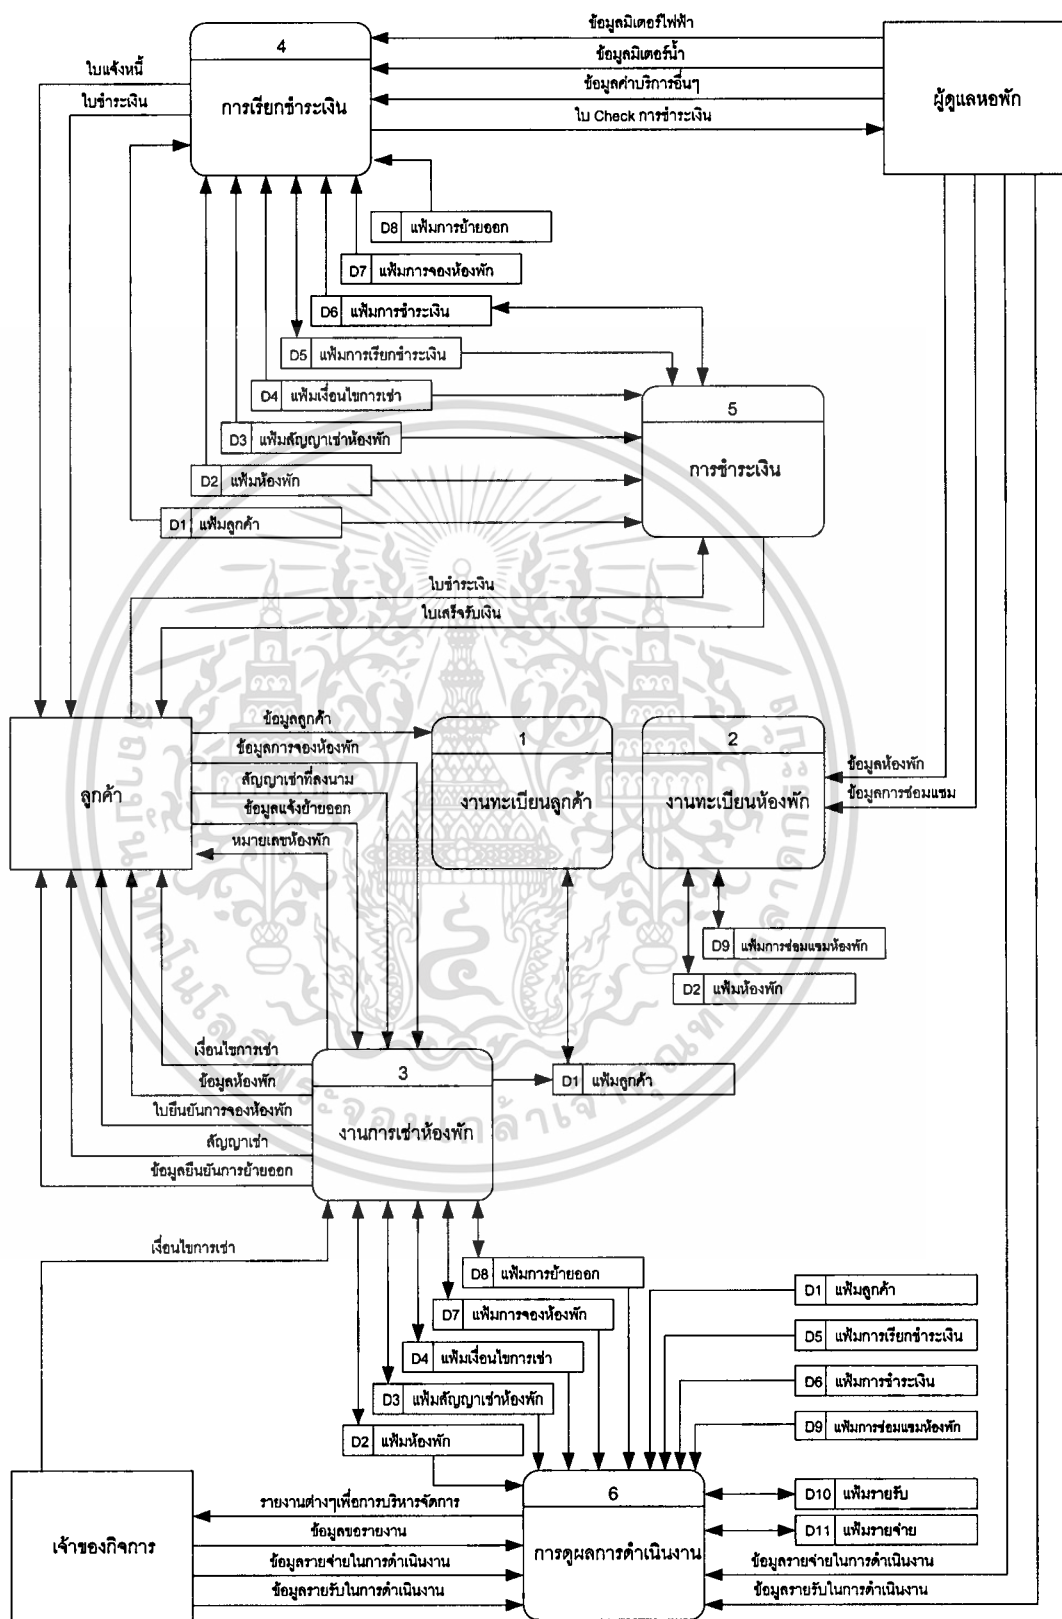 ข้อมูลมิเตอร์ไฟฟ้า
4
ข้อมูลมิเตอร์น้ำ
ใบแจ้งหนี้
ข้อมูลค่าบริการอื่นๆ
ใบชำระเงิน
การเรียกชำระเงิน
ใบ Check การชำระเงิน
ผู้ดูแลหอพัก
D8 แฟ้มการย้ายออก
D7 แฟ้มการจองห้องพัก
D6 แฟ้มการชำระเงิน
D5 แฟ้มการเรียกชำระเงิน
D4 แฟ้มเงื่อนไขการเช่า
5
D3 แฟ้มสัญญาเช่าห้องพัก
การชำระเงิน
D2 แฟ้มห้องพัก
D1 แฟ้มลูกค้า
ใบชำระเงิน
ใบเสร็จรับเงิน
ข้อมูลลูกค้า
1
2
ข้อมูลการจองห้องพัก
ข้อมูลห้องพัก
สัญญาเช่าที่ลงนาม
ลูกค้า
งานทะเบียนลูกค้า
งานทะเบียนห้องพัก
ข้อมูลการซ่อมแซม
ข้อมูลแจ้งย้ายออก
หมายเลขห้องพัก
D9 แฟ้มการซ่อมแซมห้องพัก
D2 แฟ้มห้องพัก
เงื่อนไขการเช่า
3
D1 แฟ้มลูกค้า
ข้อมูลห้องพัก
ใบยืนยันการจองห้องพัก
งานการเช่าห้องพัก
สัญญาเช่า
ข้อมูลยืนยันการย้ายออก
เงื่อนไขการเช่า
D8 แฟ้มการย้ายออก
D1 แฟ้มลูกค้า
D7 แฟ้มการจองห้องพัก
D5 แฟ้มการเรียกชำระเงิน
D4 แฟ้มเงื่อนไขการเช่า
D6 แฟ้มการชำระเงิน
D3 แฟ้มสัญญาเช่าห้องพัก
D9 แฟ้มการซ่อมแซมห้องพัก
D2 แฟ้มห้องพัก
6
รายงานต่างๆเพื่อการบริหารจัดการ
D10 แฟ้มรายรับ
ข้อมูลขอรายงาน
D11 แฟ้มรายจ่าย
เจ้าของกิจการ
การดูผลการดำเนินงาน
ข้อมูลรายจ่ายในการดำเนินงาน
ข้อมูลรายจ่ายในการดำเนินงาน
ข้อมูลรายรับในการดำเนินงาน
ข้อมูลรายรับในการดำเนินงาน
สถาบันเทคโนโลยีพระจอมเกล้าเจ้าคุณทหารลาดกระบัง